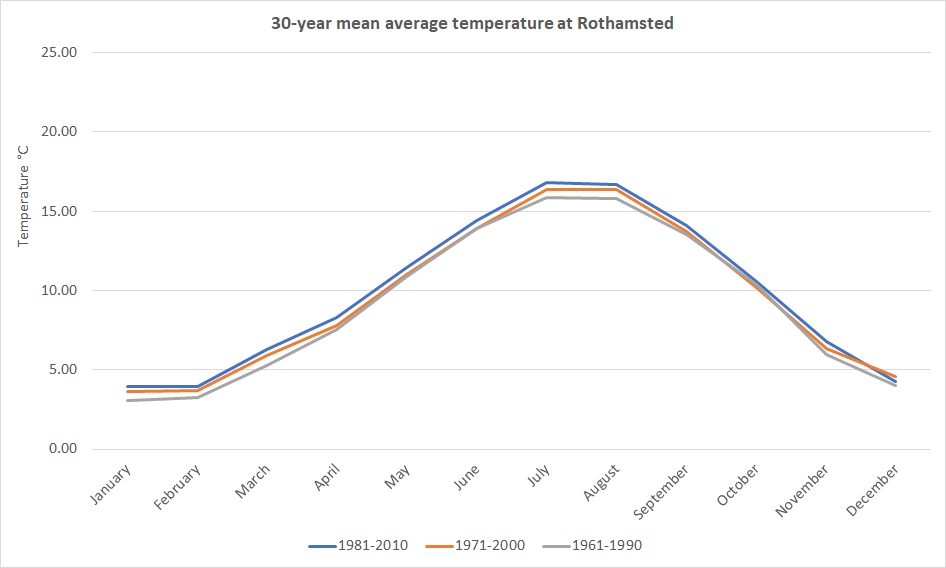 30-year mean average temperature at Rothamsted
25.00
20.00
15.00
10.00
5.00
0.00
Temperature °C
January
February
March
April
May
June
July
August
September
October
November
December
1981-2010
1971-2000
1961-1990